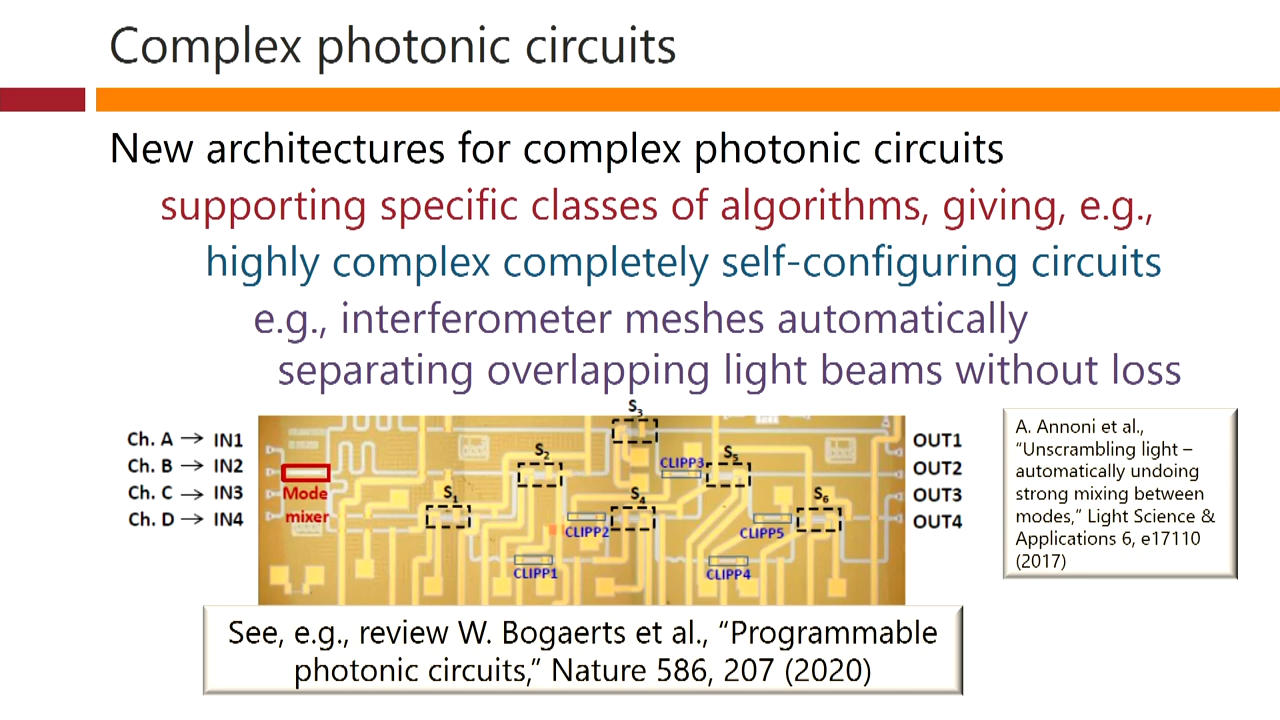 Complex photonic circuits
New architectures for complex photonic circuits
supporting specific classes of algorithms, giving, e.g.,
highly complex completely self-configuring circuits
e.g., interferometer meshes automatically
separating overlapping light beams without loss
Ch. A → IN1
Ch. B → IN2
Ch. C → IN3
Ch. D → IN4
Mode
mixer
S1
S2
S3
S4
S5
S6
CLIPP1
CLIPP2
CLIPP3
CLIPP4
CLIPP5
OUT1
OUT2
OUT3
OUT4
A. Annoni et al.,
“Unscrambling light –
automatically undoing
strong mixing between
modes,” Light Science &
Applications 6, e17110
(2017)
See, e.g., review W. Bogaerts et al., “Programmable
photonic circuits,” Nature 586, 207 (2020)